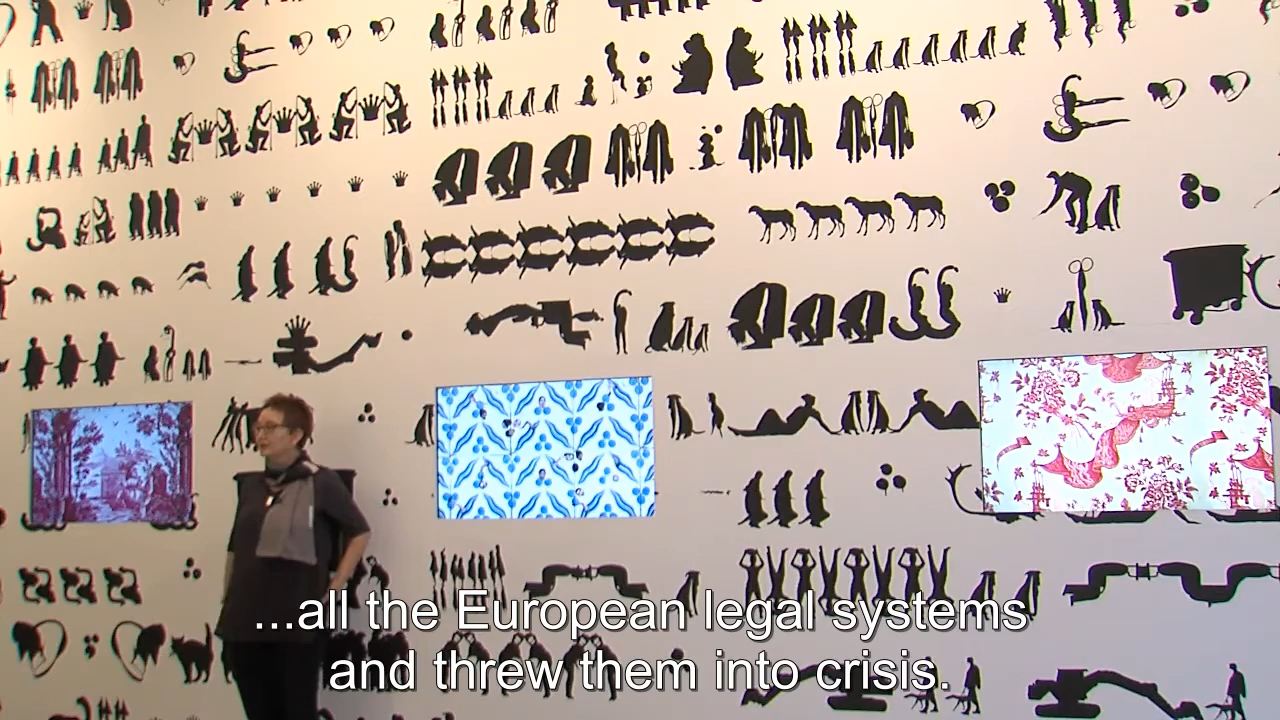 ...all the European legal systems
and threw them into crisis.